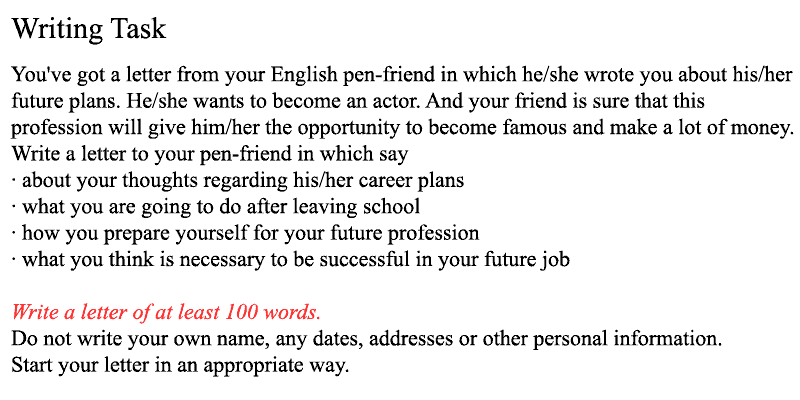 Writing Task
You've got a letter from your English pen-friend in which he/she wrote you about his/her
future plans. He/she wants to become an actor. And your friend is sure that this
profession will give him/her the opportunity to become famous and make a lot of money.
Write a letter to your pen-friend in which say
· about your thoughts regarding his/her career plans
· what you are going to do after leaving school
· how you prepare yourself for your future profession
· what you think is necessary to be successful in your future job
Write a letter of at least 100 words.
Do not write your own name, any dates, addresses or other personal information.
Start your letter in an appropriate way.